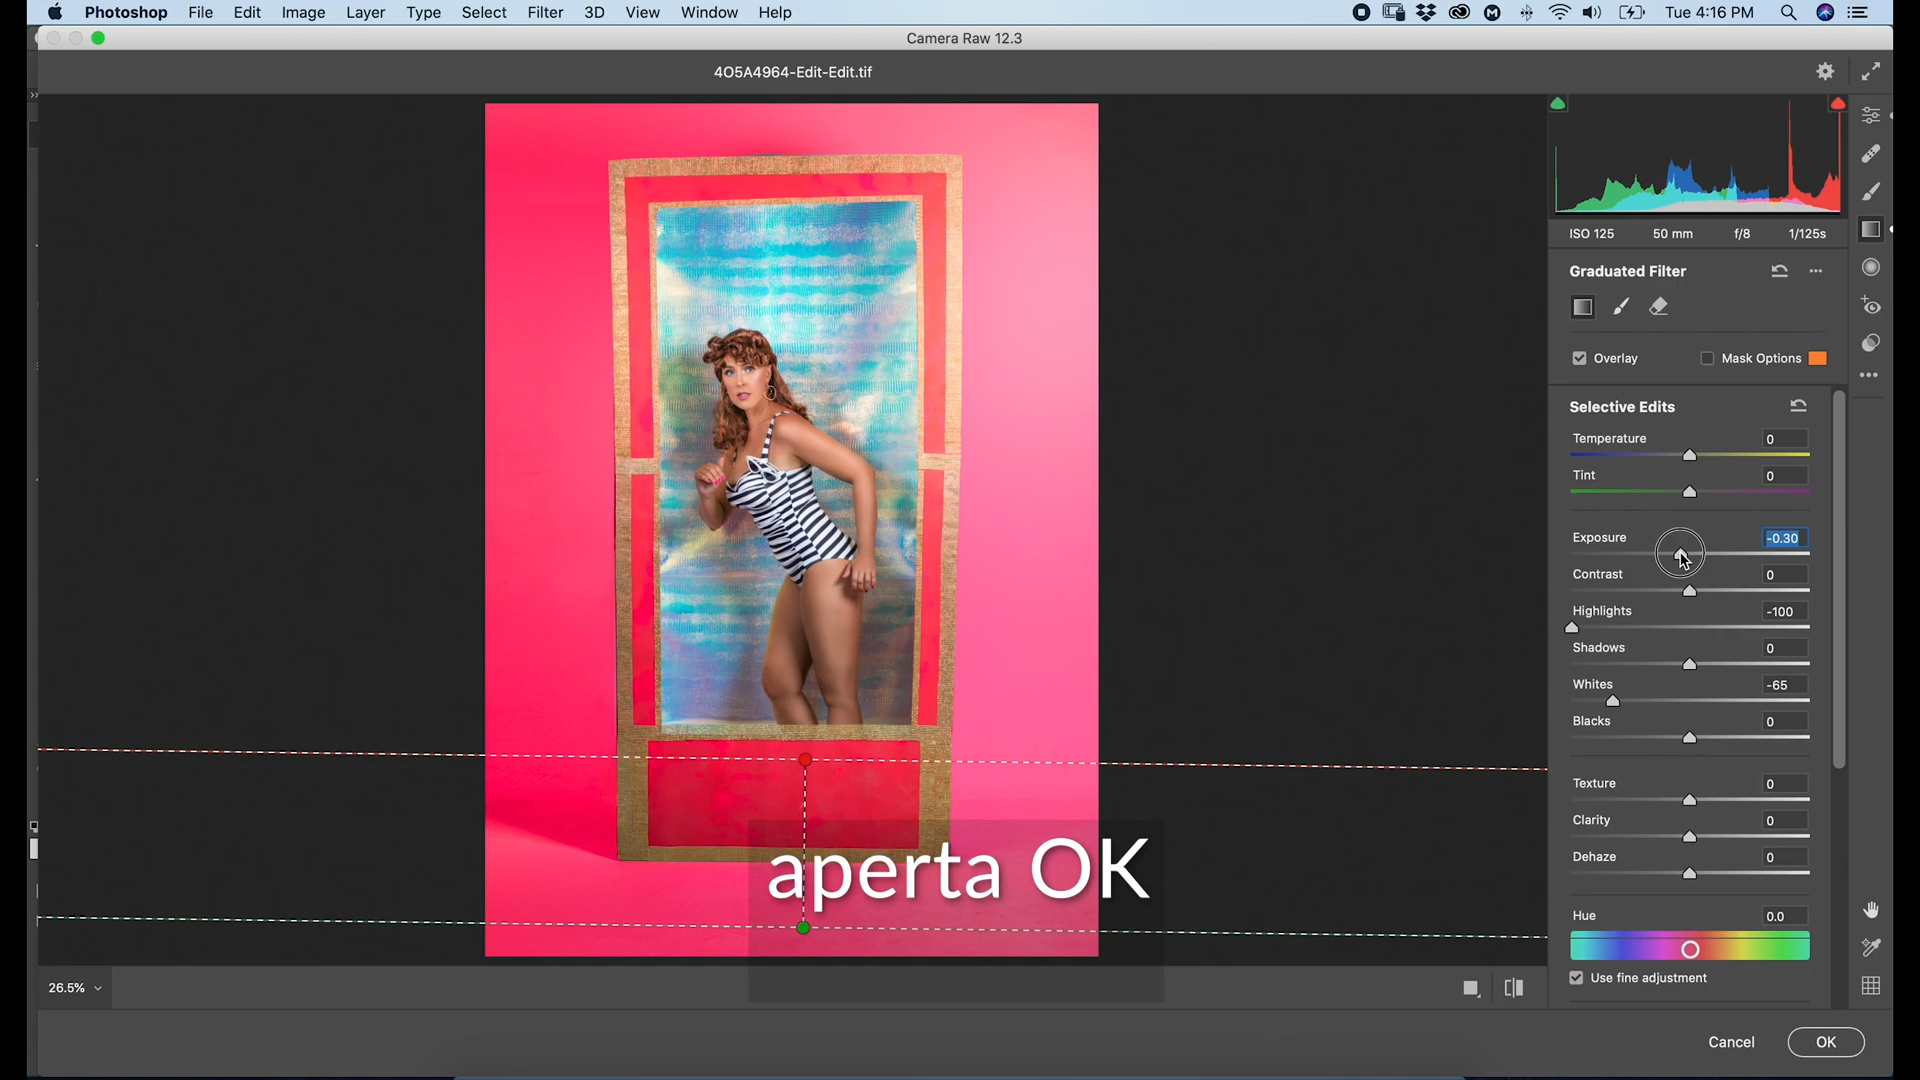 Photoshop File Edit Image Layer Type Select Filter 3D View Window Help Tue 4:16 PM
Camera Raw 12.3
4O5A4964-Edit-Edit.tif
ISO 125 50 mm f/8 1/125s
Graduated Filter
Overlay Mask Options
Selective Edits
Temperature 0
Tint 0
Exposure -0.30
Contrast 0
Highlights -100
Shadows 0
Whites -65
Blacks 0
Texture 0
Clarity 0
Dehaze 0
Hue 0.0
Use fine adjustment
aperta OK
26.5%
Cancel OK